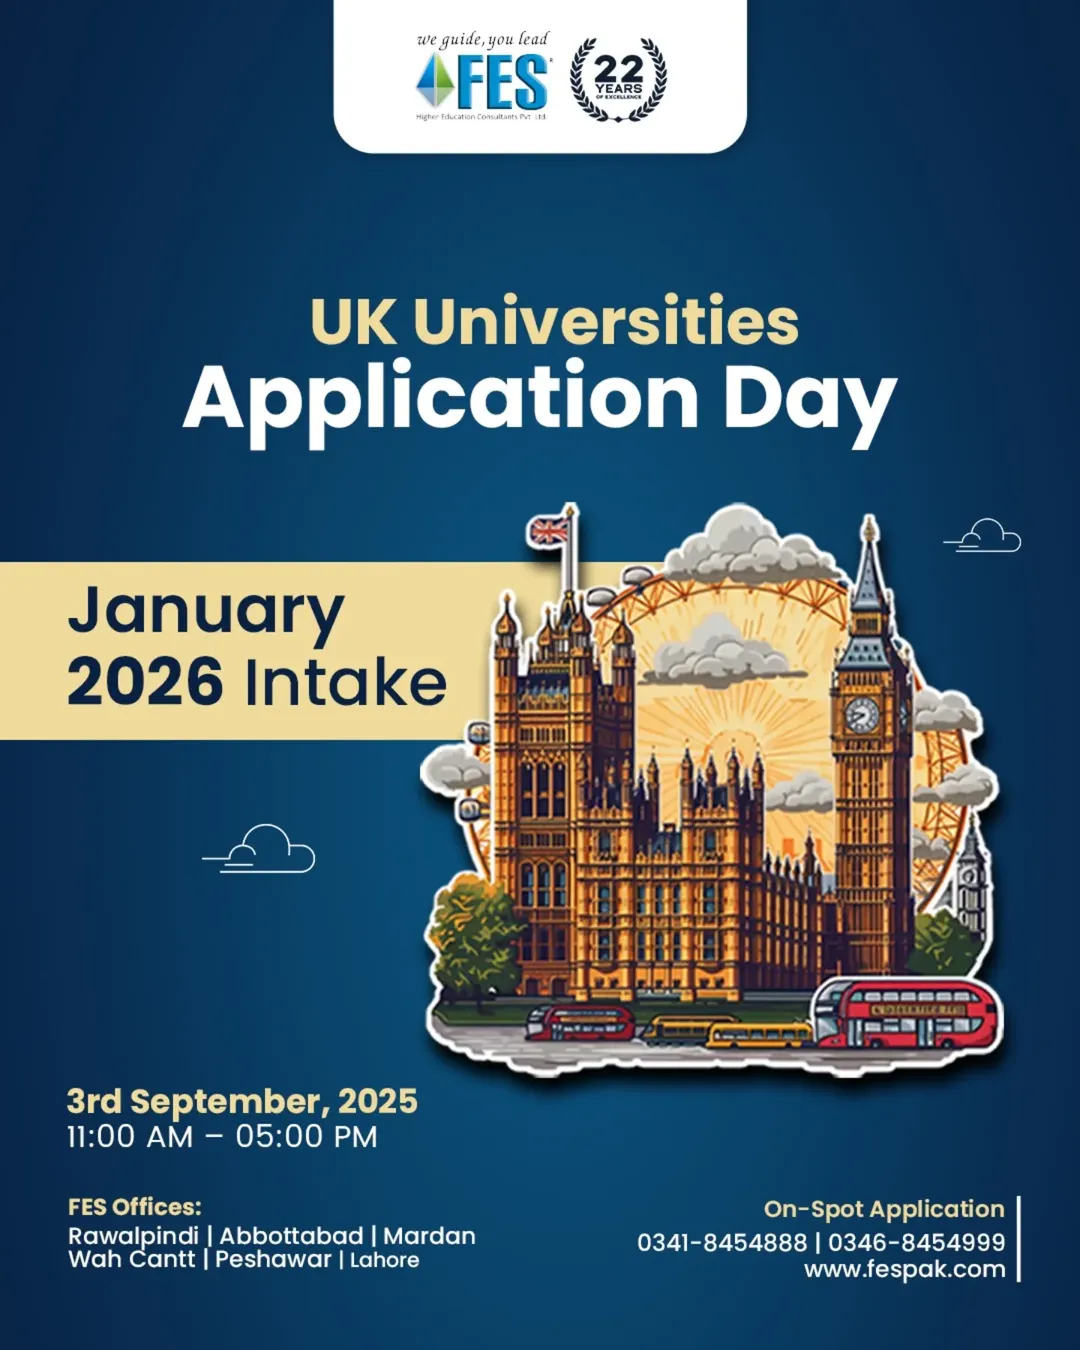 we guide, you lead
FES®
Higher Education Consultants Pvt. Ltd.
22
YEARS
OF EXCELLENCE
UK Universities
Application Day
January
2026 Intake
3rd September, 2025
11:00 AM – 05:00 PM
FES Offices:
Rawalpindi | Abbottabad | Mardan
Wah Cantt | Peshawar | Lahore
On-Spot Application
0341-8454888 | 0346-8454999
www.fespak.com